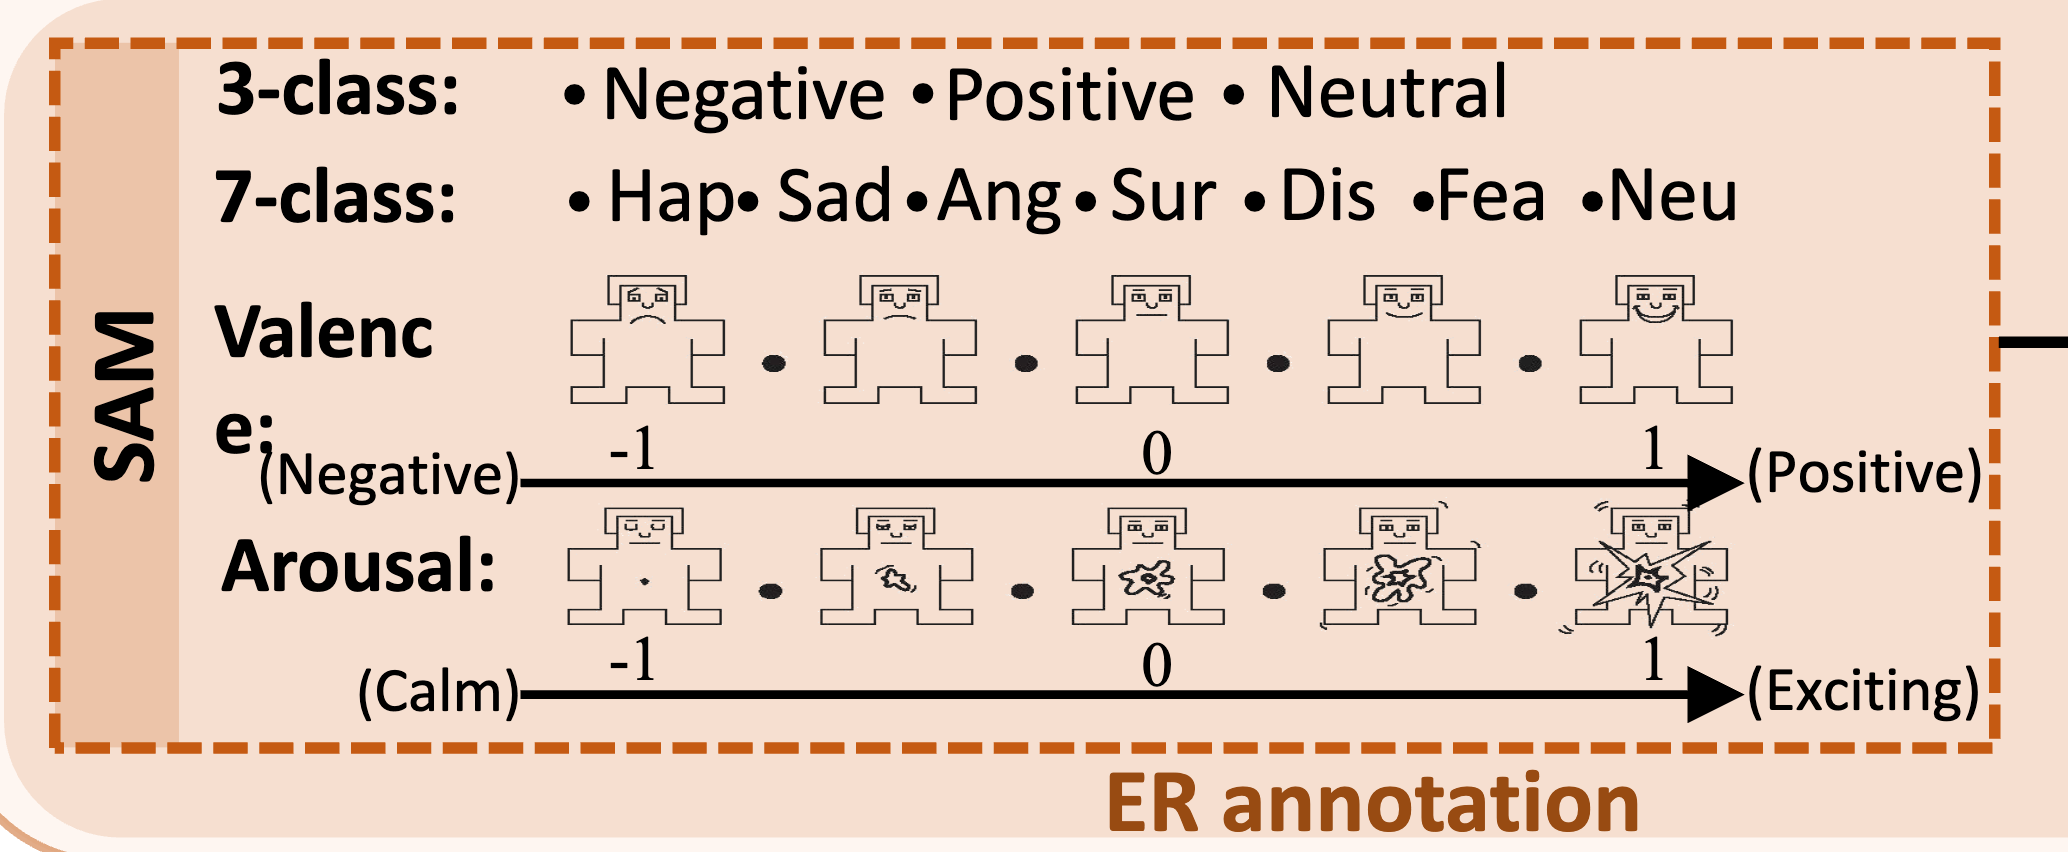 SAM
3-class: • Negative • Positive • Neutral
7-class: • Hap • Sad • Ang • Sur • Dis • Fea • Neu
Valenc
e:
-1 0 1
(Negative) (Positive)
Arousal:
-1 0 1
(Calm) (Exciting)
ER annotation